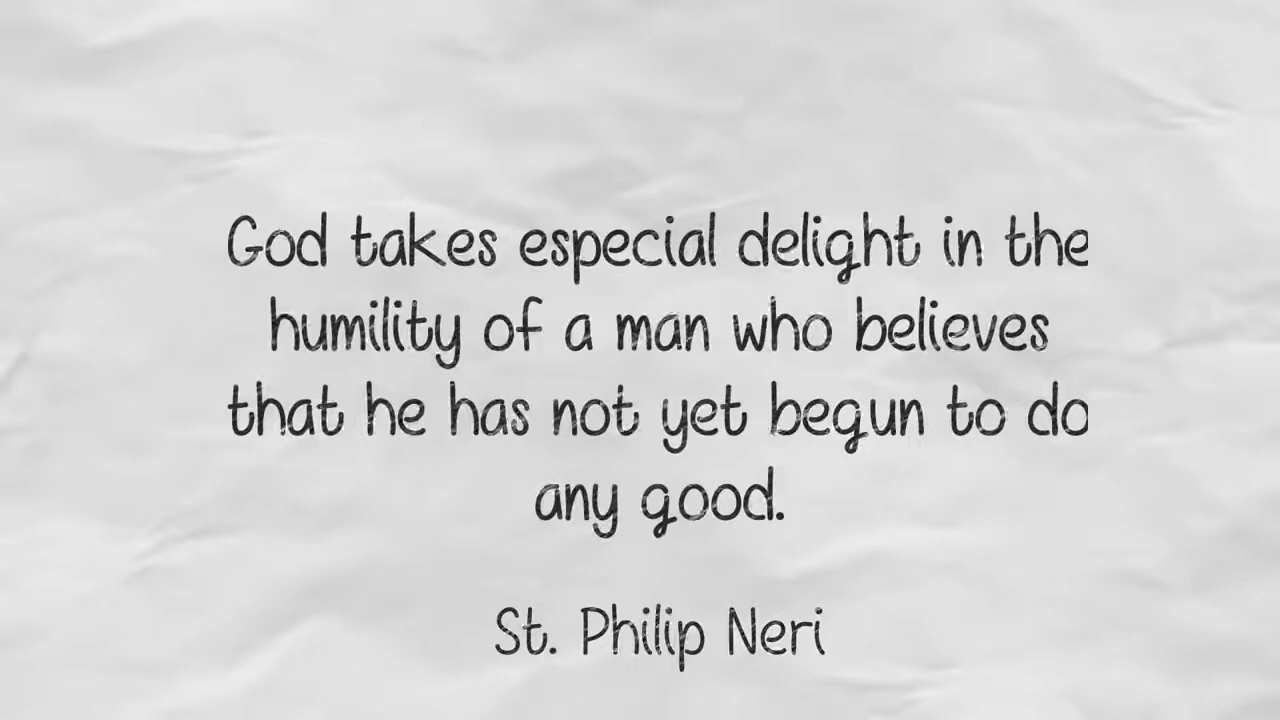 God takes especial delight in the
humility of a man who believes
that he has not yet begun to do
any good.
St. Philip Neri